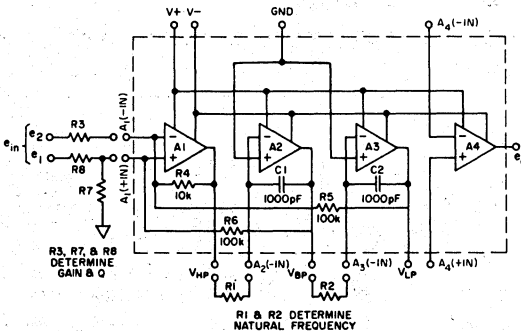 V+ V- GND A4(-IN)
e2 R3 A1(-IN)
ein
e1 R8 A1(+IN)
R7
A1 A2 A3 A4
- + - + - + - +
R4
10k
C1
1000pF
C2
1000pF
R5
100k
R6
100k
R3, R7, & R8
DETERMINE
GAIN & Q
VHP A2(-IN) VBP A3(-IN) VLP A4(+IN)
R1 R2
R1 & R2 DETERMINE
NATURAL FREQUENCY